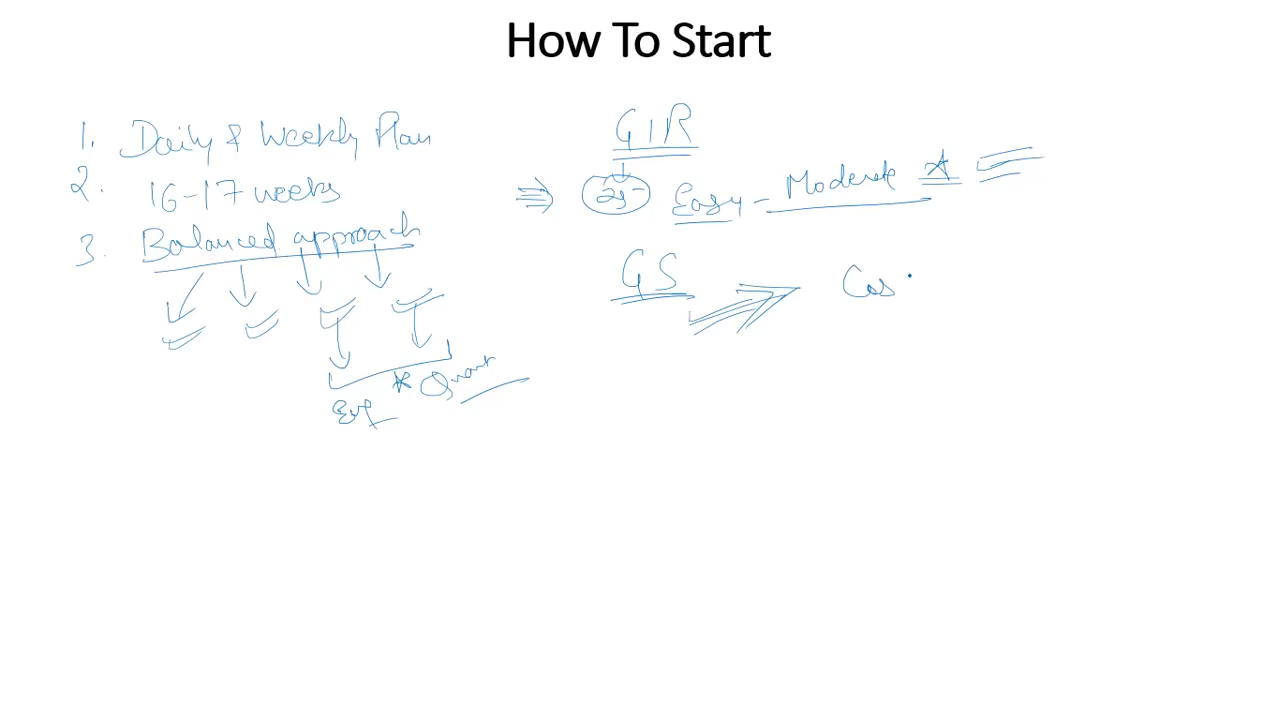 How To Start
1. Daily & Weekly Plan
2. 16-17 weeks
3. Balanced approach
* Quant
GIR
25
Easy - Moderate
GS